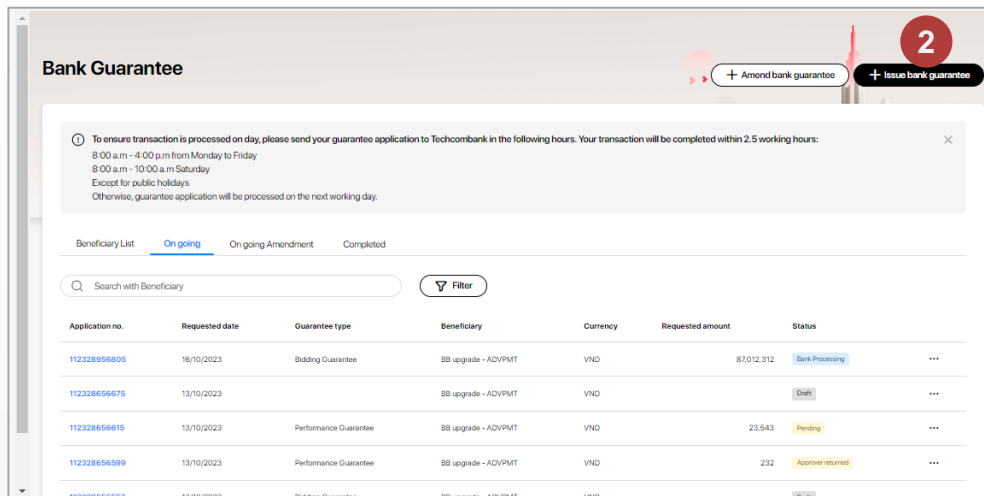 2
Bank Guarantee
+ Amend bank guarantee
+ Issue bank guarantee
To ensure transaction is processed on day, please send your guarantee application to Techcombank in the following hours. Your transaction will be completed within 2.5 working hours:
8:00 a.m - 4:00 p.m from Monday to Friday
8:00 a.m - 10:00 a.m Saturday
Except for public holidays
Otherwise, guarantee application will be processed on the next working day.
Beneficiary List On going On going Amendment Completed
Search with Beneficiary Filter
Application no. Requested date Guarantee type Beneficiary Currency Requested amount Status
112328956805 16/10/2023 Bidding Guarantee BB upgrade - ADVPMT VND 87,012,312 Bank Processing ...
112328656675 13/10/2023 BB upgrade - ADVPMT VND Draft ...
112328656615 13/10/2023 Performance Guarantee BB upgrade - ADVPMT VND 23,543 Pending ...
112328656599 13/10/2023 Performance Guarantee BB upgrade - ADVPMT VND 232 Approver returned ...